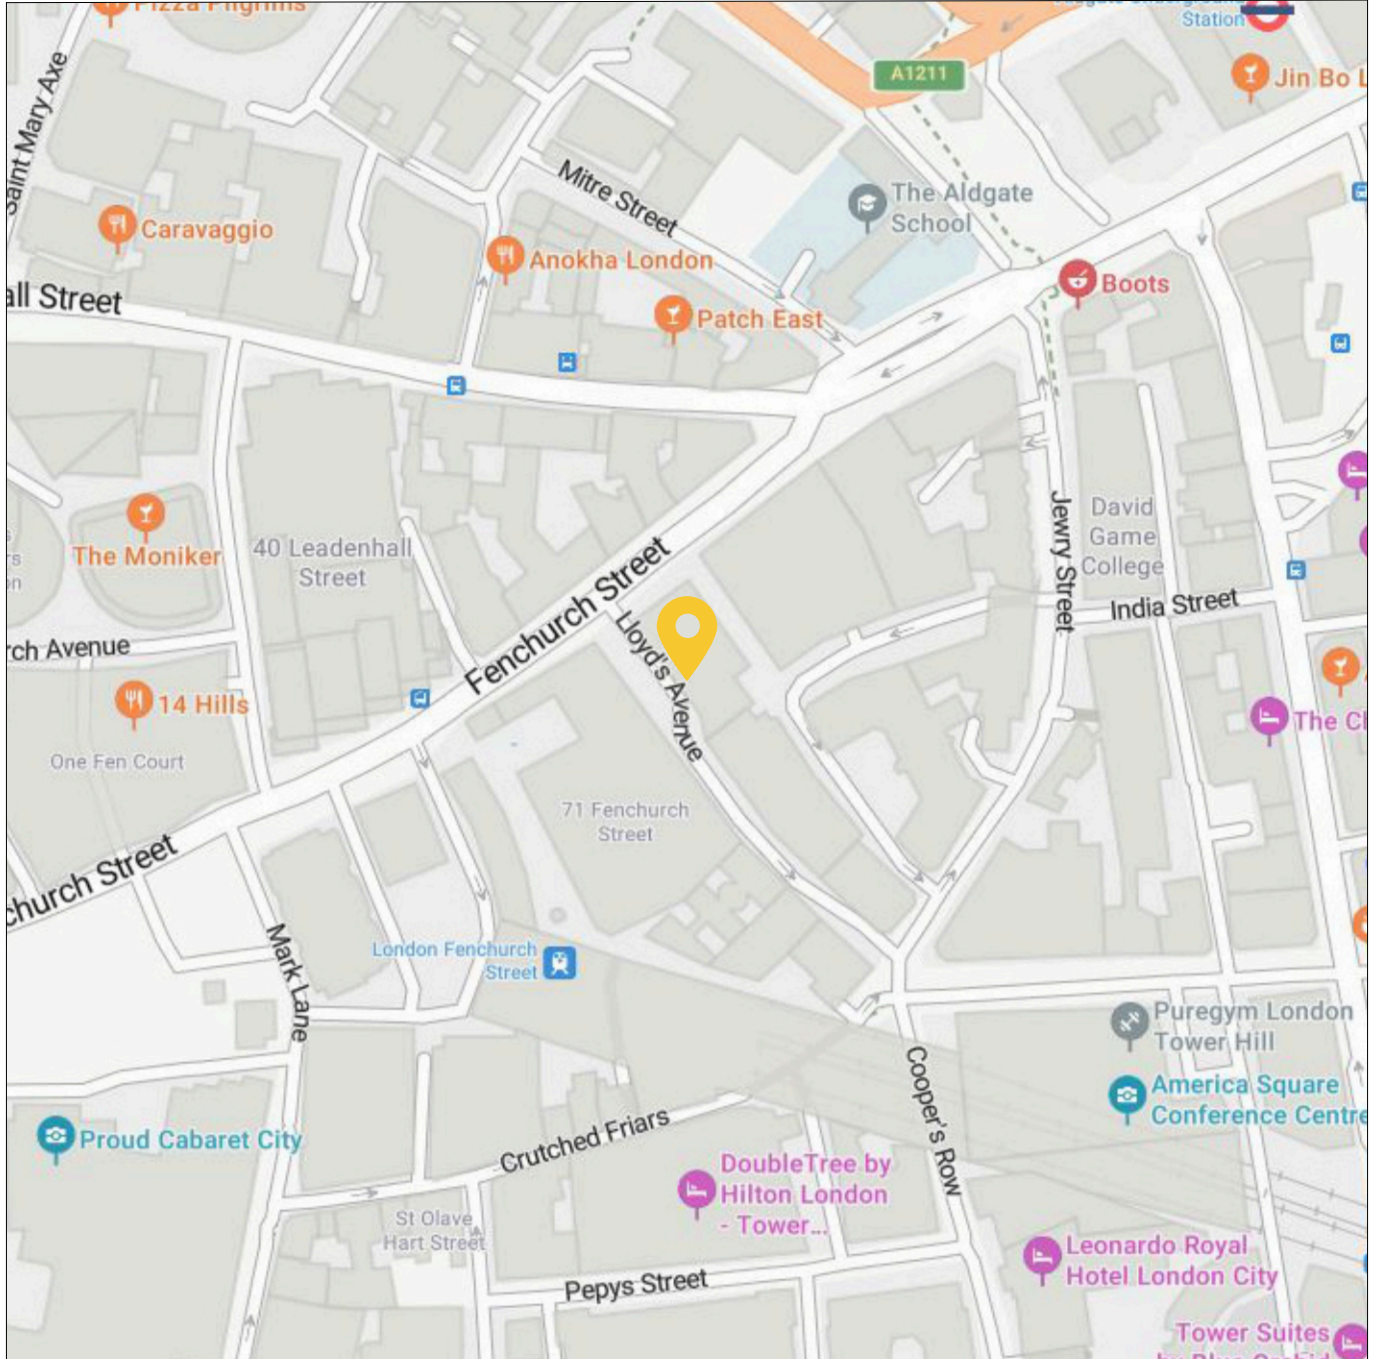 Pizza Pilgrims
Station
A1211
Jin Bo L
Saint Mary Axe
Mitre Street
The Aldgate
School
Caravaggio
Anokha London
Boots
all Street
Patch East
40 Leadenhall
Street
The Moniker
Fenchurch Street
Jewry Street
David
Game
College
India Street
Lloyd's Avenue
rch Avenue
14 Hills
One Fen Court
The Ch
71 Fenchurch
Street
church Street
Mark Lane
London Fenchurch
Street
Puregym London
Tower Hill
Cooper's Row
America Square
Conference Centre
Proud Cabaret City
Crutched Friars
DoubleTree by
Hilton London
- Tower...
St Olave
Hart Street
Leonardo Royal
Hotel London City
Pepys Street
Tower Suites